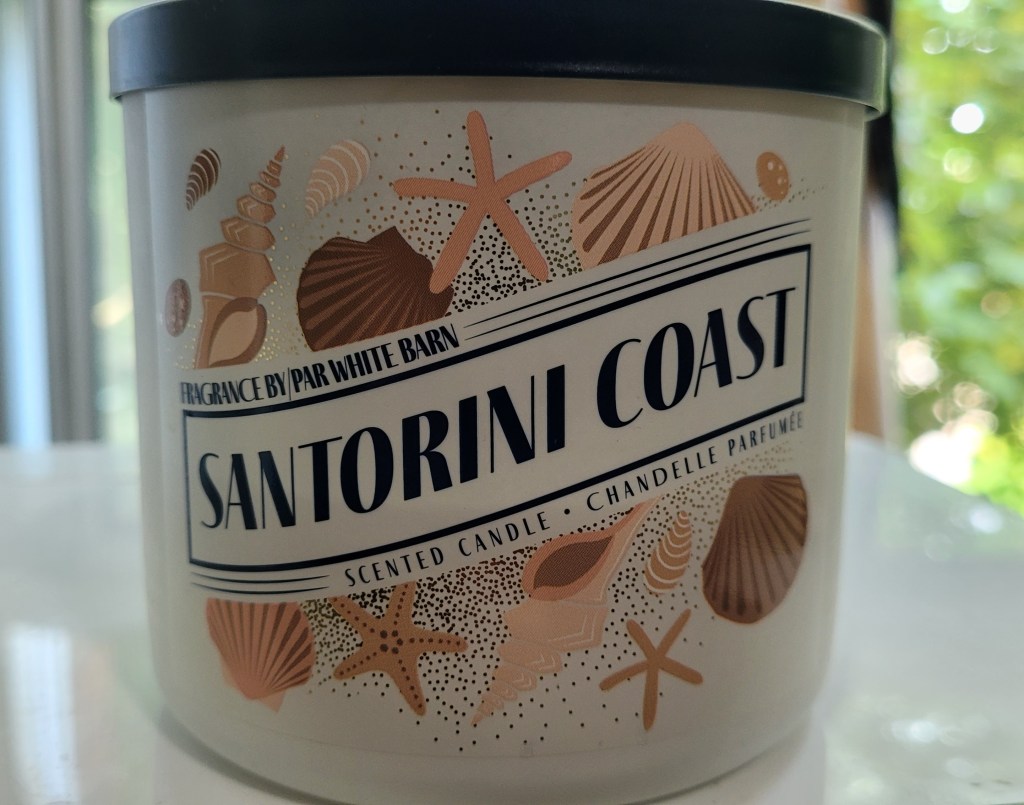 FRAGRANCE BY/PAR WHITE BARN
SANTORINI COAST
SCENTED CANDLE • CHANDELLE PARFUMÉE